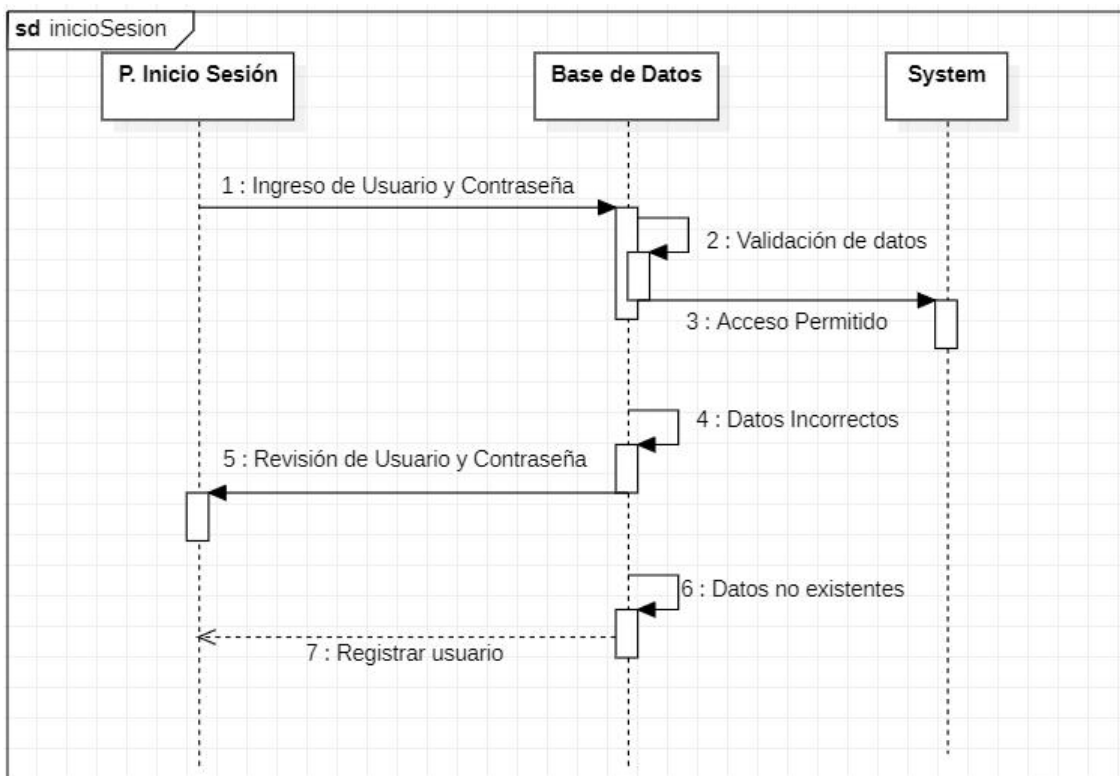 sd inicioSesion
P. Inicio Sesión
Base de Datos
System
1 : Ingreso de Usuario y Contraseña
2 : Validación de datos
3 : Acceso Permitido
4 : Datos Incorrectos
5 : Revisión de Usuario y Contraseña
6 : Datos no existentes
7 : Registrar usuario